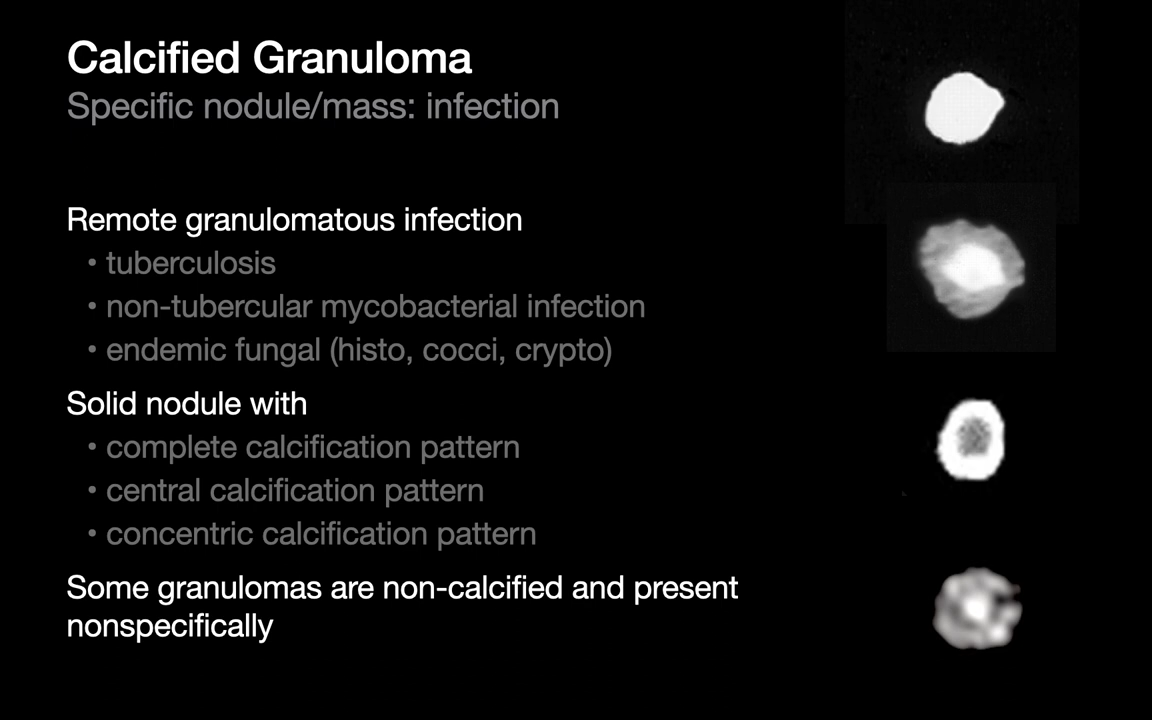 Calcified Granuloma
Specific nodule/mass: infection
Remote granulomatous infection
• tuberculosis
• non-tubercular mycobacterial infection
• endemic fungal (histo, cocci, crypto)
Solid nodule with
• complete calcification pattern
• central calcification pattern
• concentric calcification pattern
Some granulomas are non-calcified and present
nonspecifically